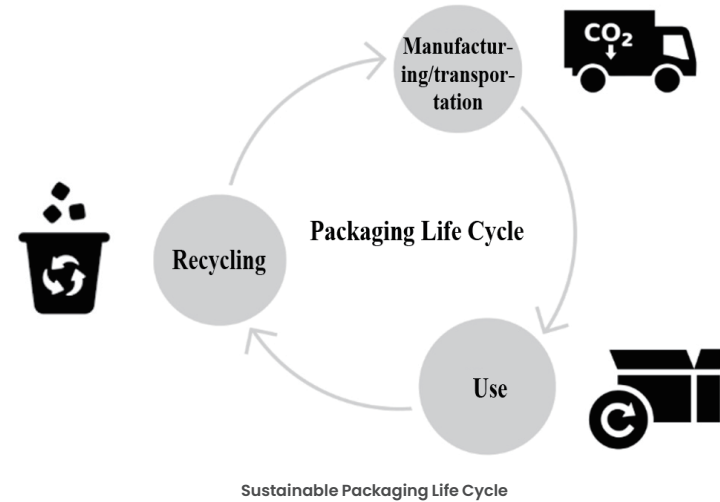 Manufactur-
ing/transpor-
tation
CO₂
Packaging Life Cycle
Recycling
Use
Sustainable Packaging Life Cycle